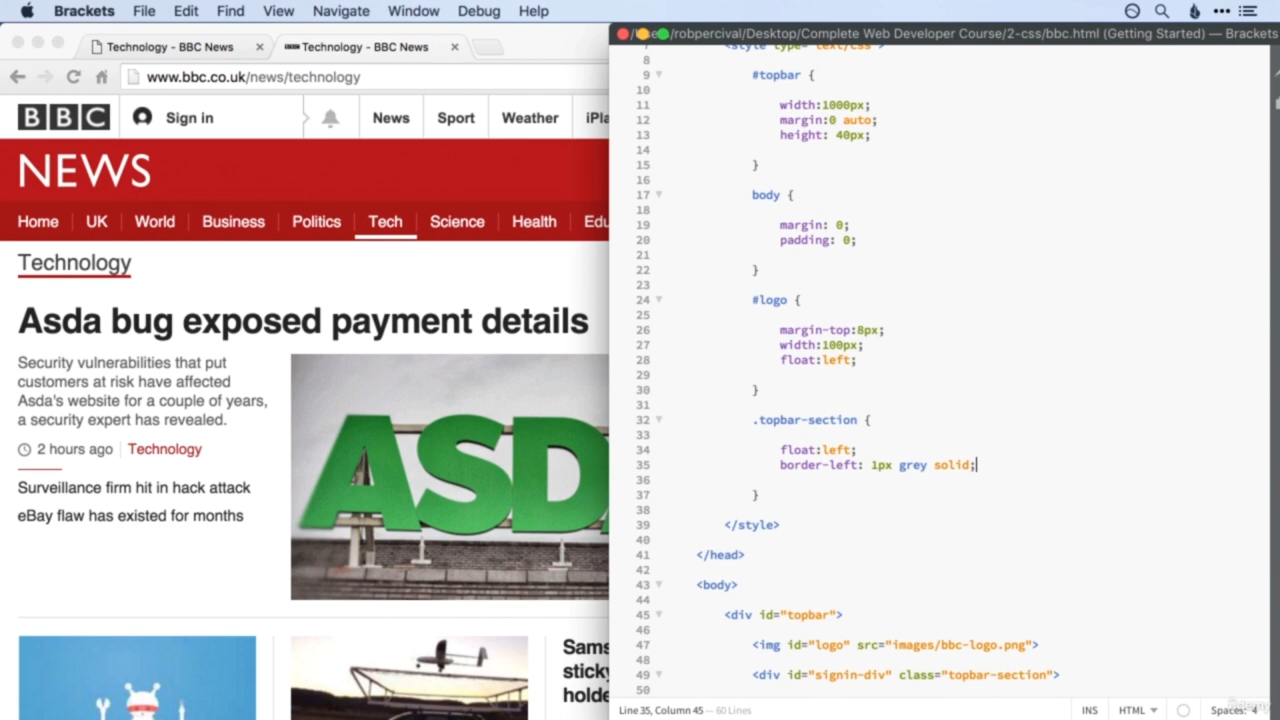 Brackets File Edit Find View Navigate Window Debug Help
Technology - BBC News
Technology - BBC News
www.bbc.co.uk/news/technology
BBC
Sign in
News Sport Weather iPla
NEWS
Home UK World Business Politics Tech Science Health Edu
Technology
Asda bug exposed payment details
Security vulnerabilities that put
customers at risk have affected
Asda's website for a couple of years,
a security expert has revealed.
2 hours ago Technology
Surveillance firm hit in hack attack
eBay flaw has existed for months
ASD
Sams
sticky
holde
/robpercival/Desktop/Complete Web Developer Course/2-css/bbc.html (Getting Started) — Brackets
7 <style type="text/css">
8
9 #topbar {
10
11 width:1000px;
12 margin:0 auto;
13 height: 40px;
14
15 }
16
17 body {
18
19 margin: 0;
20 padding: 0;
21
22 }
23
24 #logo {
25
26 margin-top:8px;
27 width:100px;
28 float:left;
29
30 }
31
32 .topbar-section {
33
34 float:left;
35 border-left: 1px grey solid;
36
37 }
38
39 </style>
40
41 </head>
42
43 <body>
44
45 <div id="topbar">
46
47 <img id="logo" src="images/bbc-logo.png">
48
49 <div id="signin-div" class="topbar-section">
50
Line 35, Column 45 — 60 Lines
INS HTML Spaces: 4
Udemy